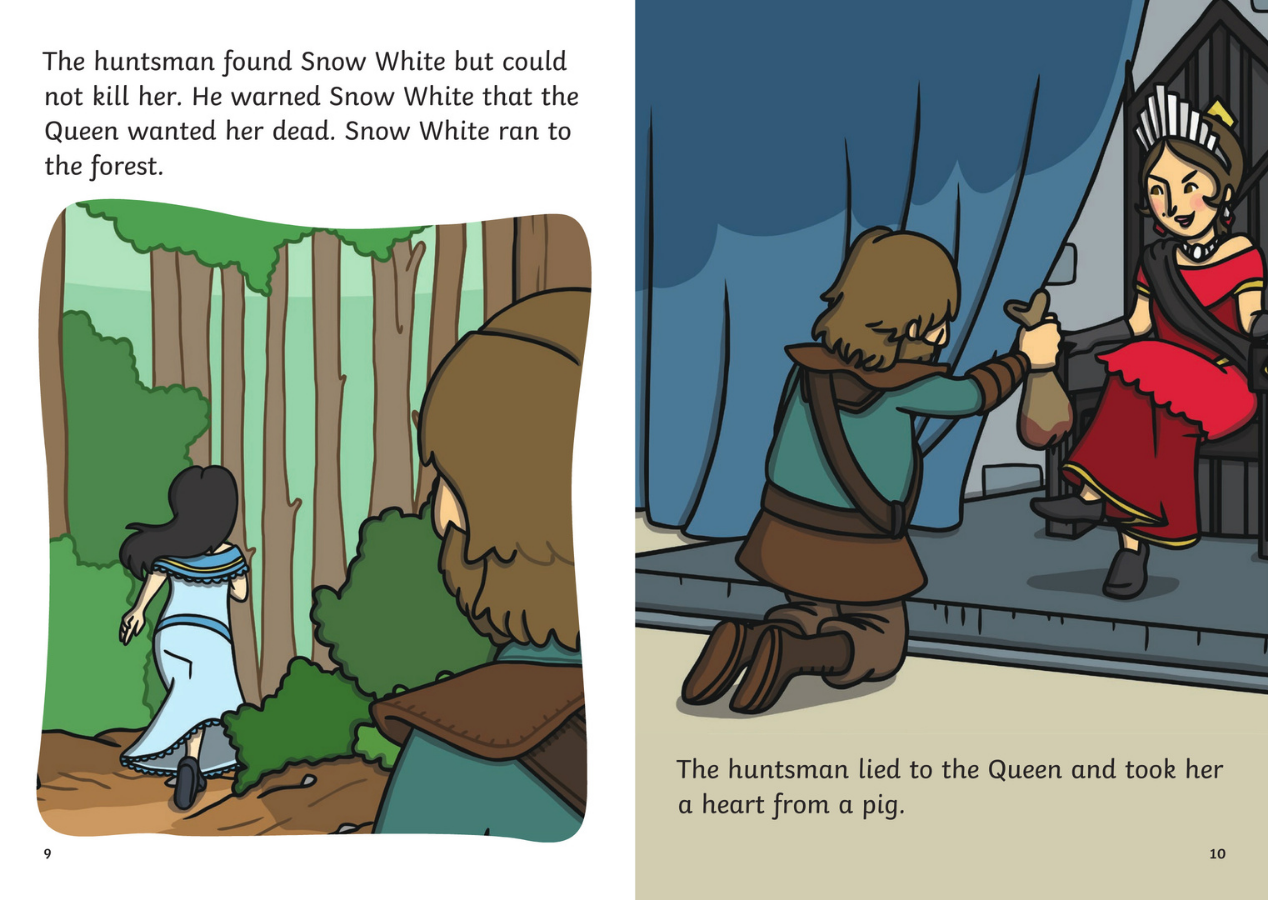 The huntsman found Snow White but could
not kill her. He warned Snow White that the
Queen wanted her dead. Snow White ran to
the forest.
9
The huntsman lied to the Queen and took her
a heart from a pig.
10